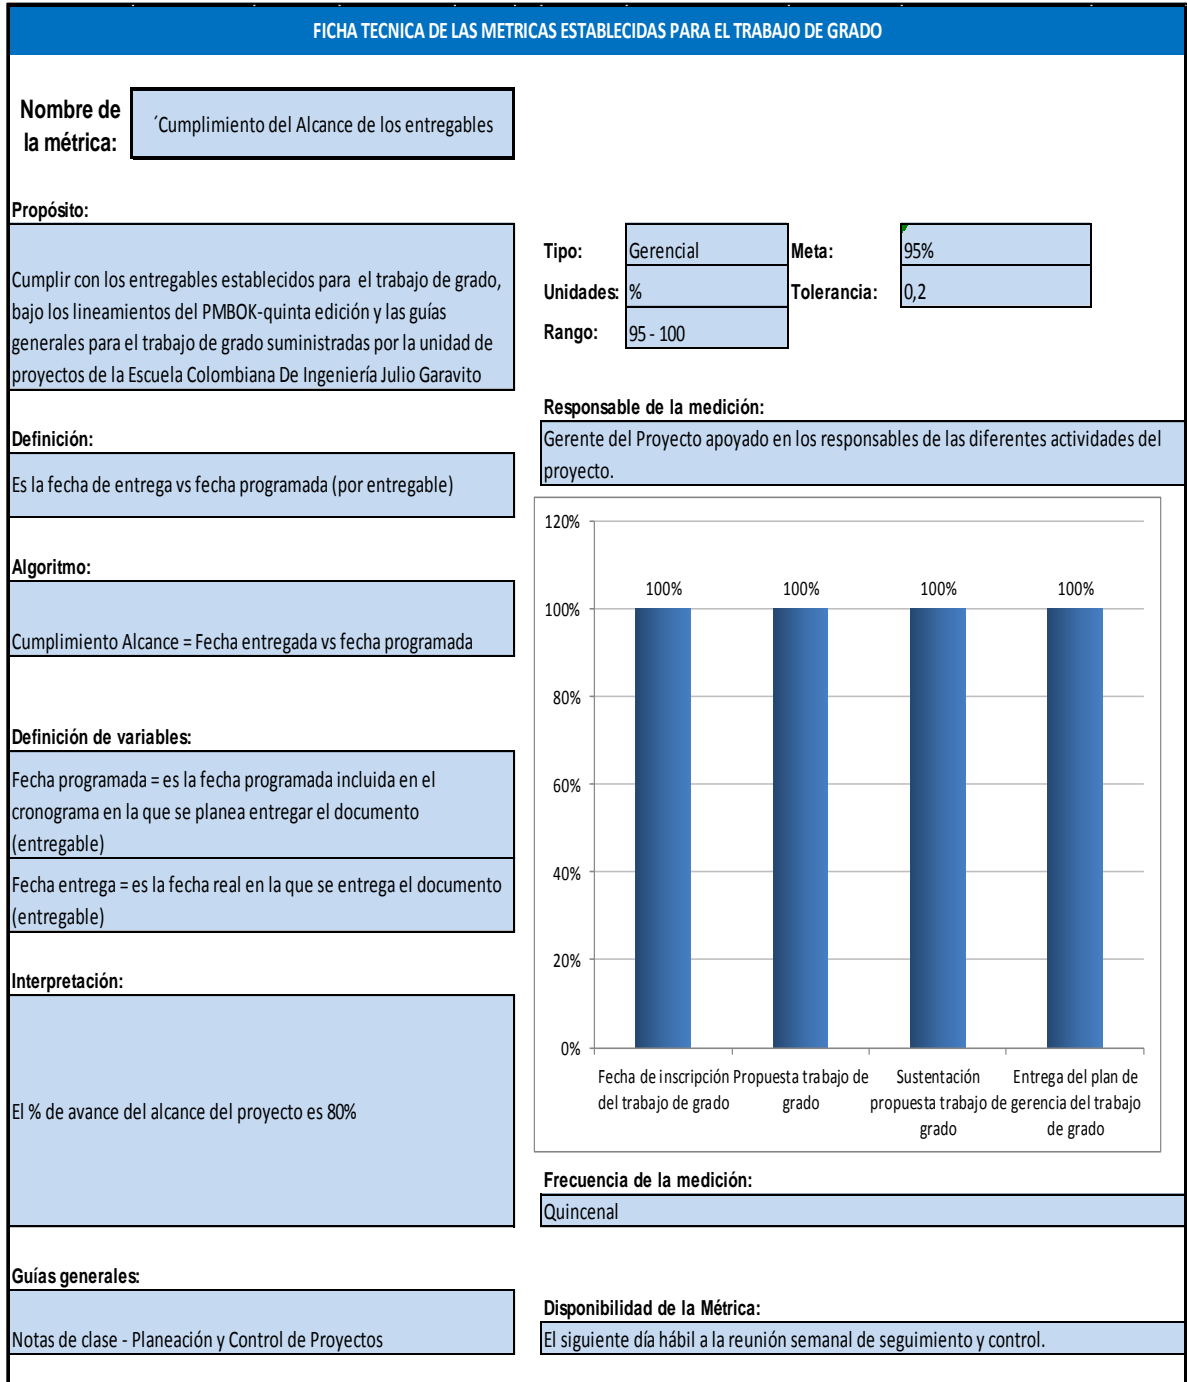 FICHA TECNICA DE LAS METRICAS ESTABLECIDAS PARA EL TRABAJO DE GRADO
Nombre de
la métrica:
´Cumplimiento del Alcance de los entregables
Propósito:
Cumplir con los entregables establecidos para el trabajo de grado,
bajo los lineamientos del PMBOK-quinta edición y las guías
generales para el trabajo de grado suministradas por la unidad de
proyectos de la Escuela Colombiana De Ingeniería Julio Garavito
Tipo: Gerencial Meta: 95%
Unidades: % Tolerancia: 0,2
Rango: 95 - 100
Responsable de la medición:
Gerente del Proyecto apoyado en los responsables de las diferentes actividades del
proyecto.
Definición:
Es la fecha de entrega vs fecha programada (por entregable)
Algoritmo:
Cumplimiento Alcance = Fecha entregada vs fecha programada
Definición de variables:
Fecha programada = es la fecha programada incluida en el
cronograma en la que se planea entregar el documento
(entregable)
Fecha entrega = es la fecha real en la que se entrega el documento
(entregable)
Interpretación:
El % de avance del alcance del proyecto es 80%
120%
100%
80%
60%
40%
20%
0%
100% 100% 100% 100%
Fecha de inscripción
del trabajo de grado
Propuesta trabajo de
grado
Sustentación
propuesta trabajo de
grado
Entrega del plan de
gerencia del trabajo
de grado
Frecuencia de la medición:
Quincenal
Guías generales:
Notas de clase - Planeación y Control de Proyectos
Disponibilidad de la Métrica:
El siguiente día hábil a la reunión semanal de seguimiento y control.